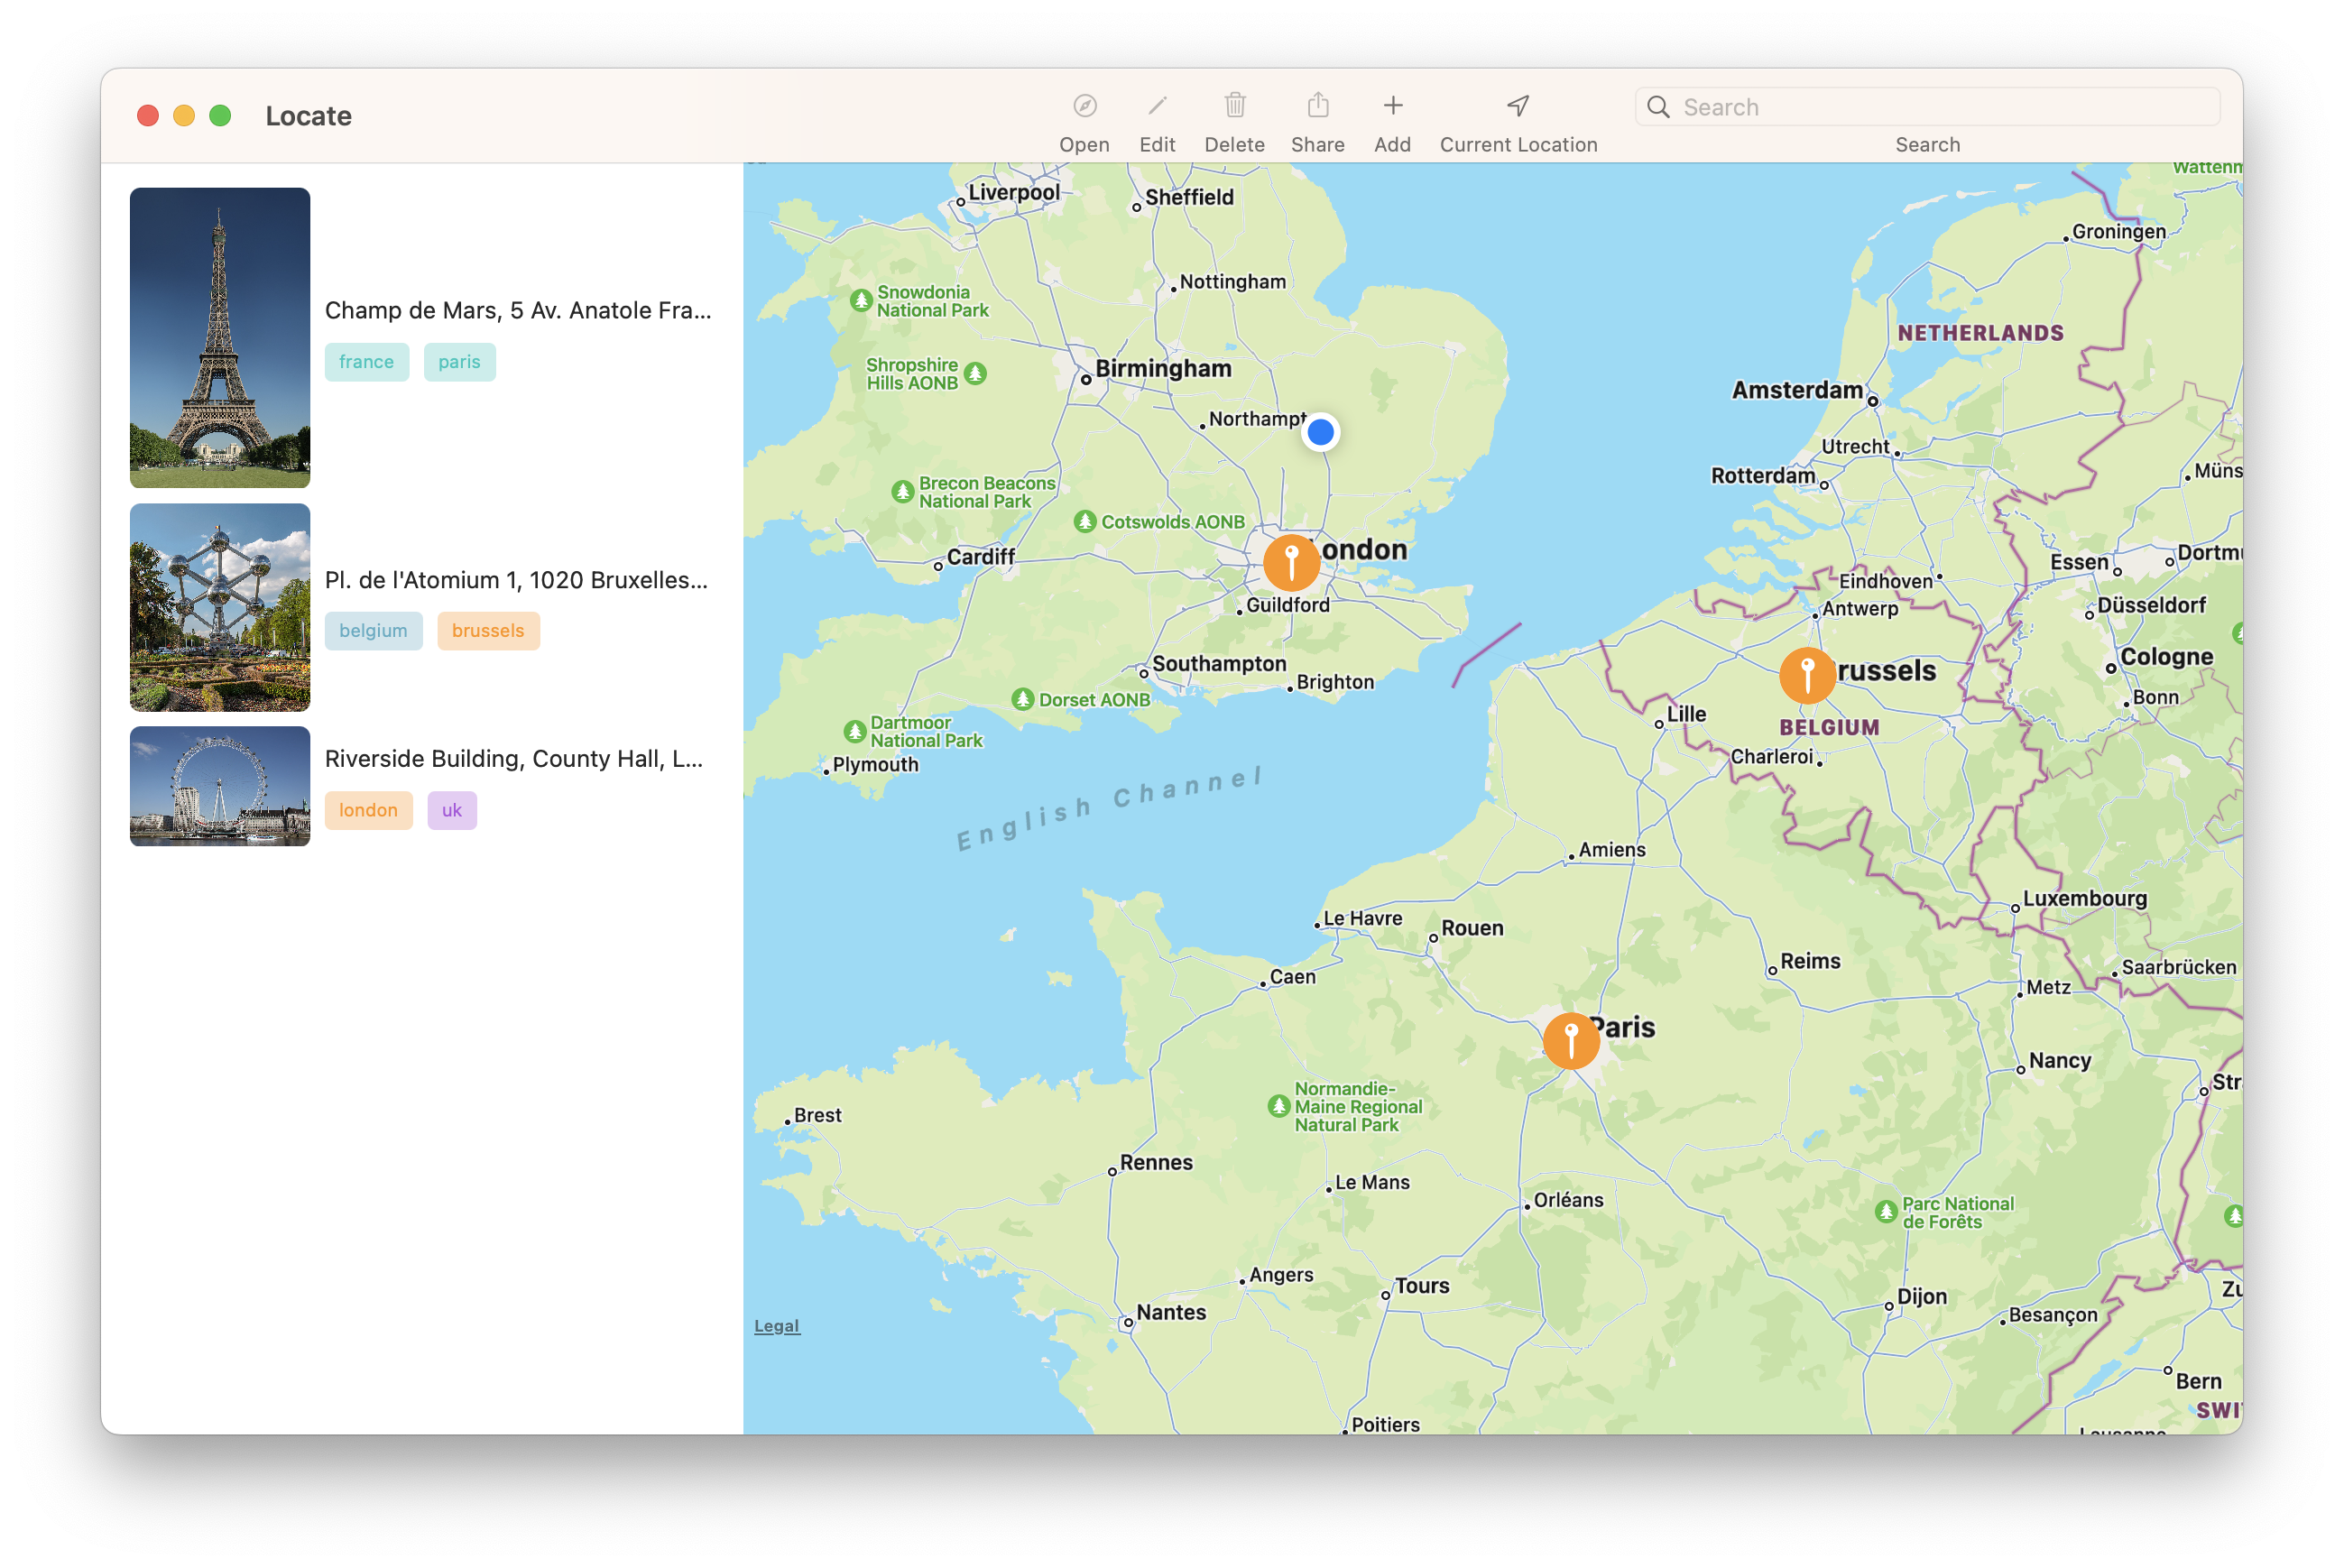 Locate
Open
Edit
Delete
Share
Add
Current Location
Search
Search
Champ de Mars, 5 Av. Anatole Fra...
france
paris
Pl. de l'Atomium 1, 1020 Bruxelles...
belgium
brussels
Riverside Building, County Hall, L...
london
uk
Liverpool
Sheffield
Groningen
Nottingham
Snowdonia
National Park
NETHERLANDS
Shropshire
Hills AONB
Birmingham
Amsterdam
Northampt
Utrecht
Rotterdam
Müns
Brecon Beacons
National Park
Cotswolds AONB
Cardiff
ondon
Essen
Dortmu
Eindhoven
Guildford
Antwerp
Düsseldorf
Southampton
Brighton
russels
Cologne
Bonn
Dorset AONB
Dartmoor
National Park
Lille
BELGIUM
Plymouth
Charleroi
English Channel
Amiens
Luxembourg
Le Havre
Rouen
Reims
Saarbrücken
Caen
Metz
Paris
Nancy
Str
Normandie-
Maine Regional
Natural Park
Brest
Rennes
Le Mans
Orléans
Parc National
de Forêts
Angers
Tours
Zu
Dijon
Nantes
Besançon
Legal
Bern
SWI
Poitiers